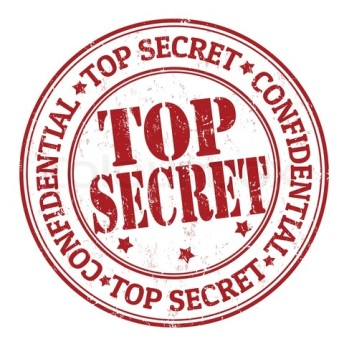 ★TOP SECRET★
CONFIDENTIAL
TOP
SECRET
CONFIDENTIAL
★TOP SECRET★